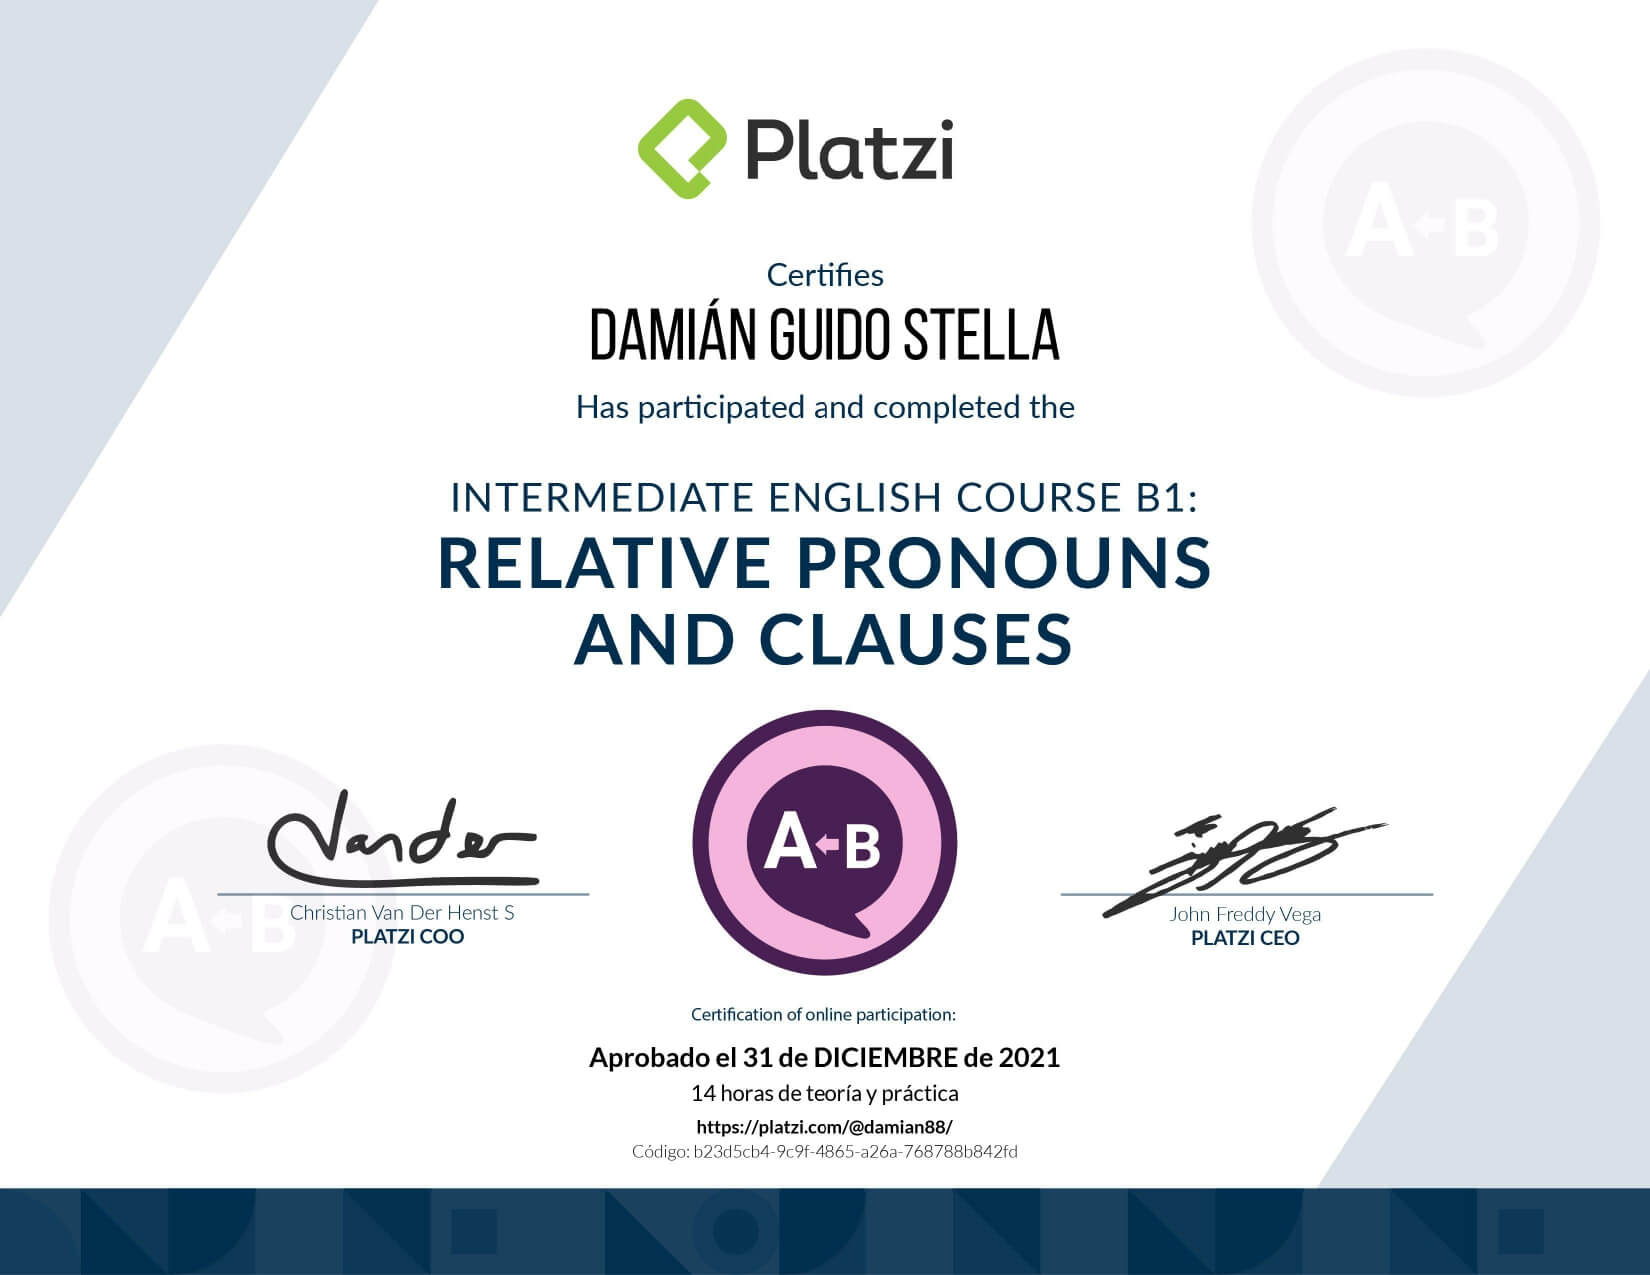 Platzi
Certifies
DAMIÁN GUIDO STELLA
Has participated and completed the
INTERMEDIATE ENGLISH COURSE B1:
RELATIVE PRONOUNS
AND CLAUSES
A B
Vander
A B
Christian Van Der Henst S
PLATZI COO
A B
John Freddy Vega
PLATZI CEO
Certification of online participation:
Aprobado el 31 de DICIEMBRE de 2021
14 horas de teoría y práctica
https://platzi.com/@damian88/
Código: b23d5cb4-9c9f-4865-a26a-768788b842fd